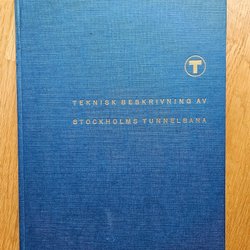 T
TEKNISK BESKRIVNING AV
STOCKHOLMS TUNNELBANA